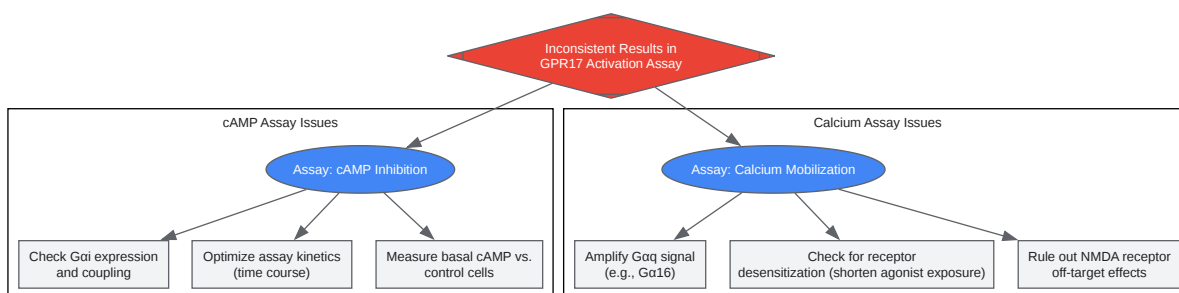 Inconsistent Results in
GPR17 Activation Assay
cAMP Assay Issues
Calcium Assay Issues
Assay: cAMP Inhibition
Assay: Calcium Mobilization
Check Gαi expression
and coupling
Optimize assay kinetics
(time course)
Measure basal cAMP vs.
control cells
Amplify Gαq signal
(e.g., Gα16)
Check for receptor
desensitization (shorten agonist exposure)
Rule out NMDA receptor
off-target effects